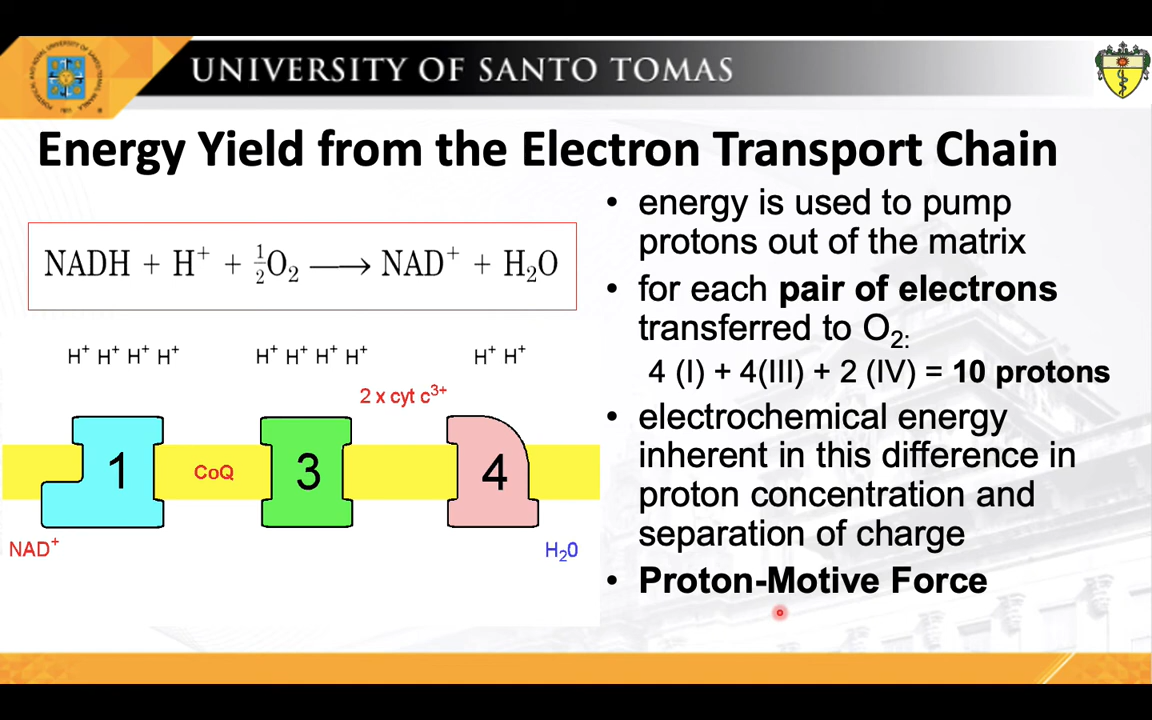 UNIVERSITY OF SANTO TOMAS
Energy Yield from the Electron Transport Chain
NADH + H⁺ + ½O₂ ⟶ NAD⁺ + H₂O
H⁺ H⁺ H⁺ H⁺
H⁺ H⁺ H⁺ H⁺
H⁺ H⁺
2 x cyt c³⁺
1
CoQ
3
4
NAD⁺
H₂0
• energy is used to pump
protons out of the matrix
• for each pair of electrons
transferred to O₂:
4 (I) + 4(III) + 2 (IV) = 10 protons
• electrochemical energy
inherent in this difference in
proton concentration and
separation of charge
• Proton-Motive Force